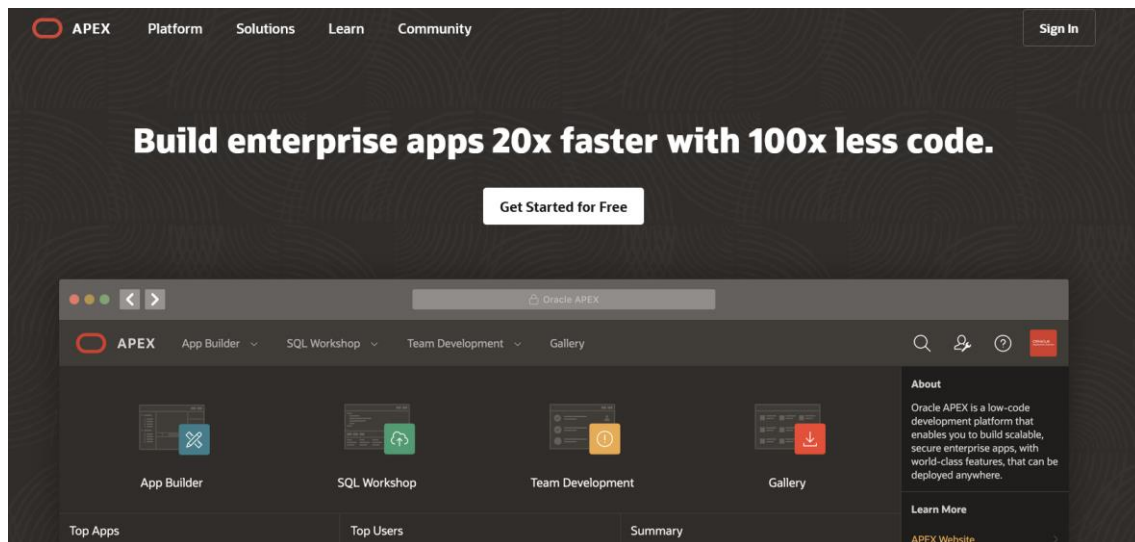 APEX Platform Solutions Learn Community Sign In
Build enterprise apps 20x faster with 100x less code.
Get Started for Free
Oracle APEX
APEX App Builder SQL Workshop Team Development Gallery
App Builder SQL Workshop Team Development Gallery
About
Oracle APEX is a low-code
development platform that
enables you to build scalable,
secure enterprise apps, with
world-class features, that can be
deployed anywhere.
Learn More
Top Apps Top Users Summary
APEX Website